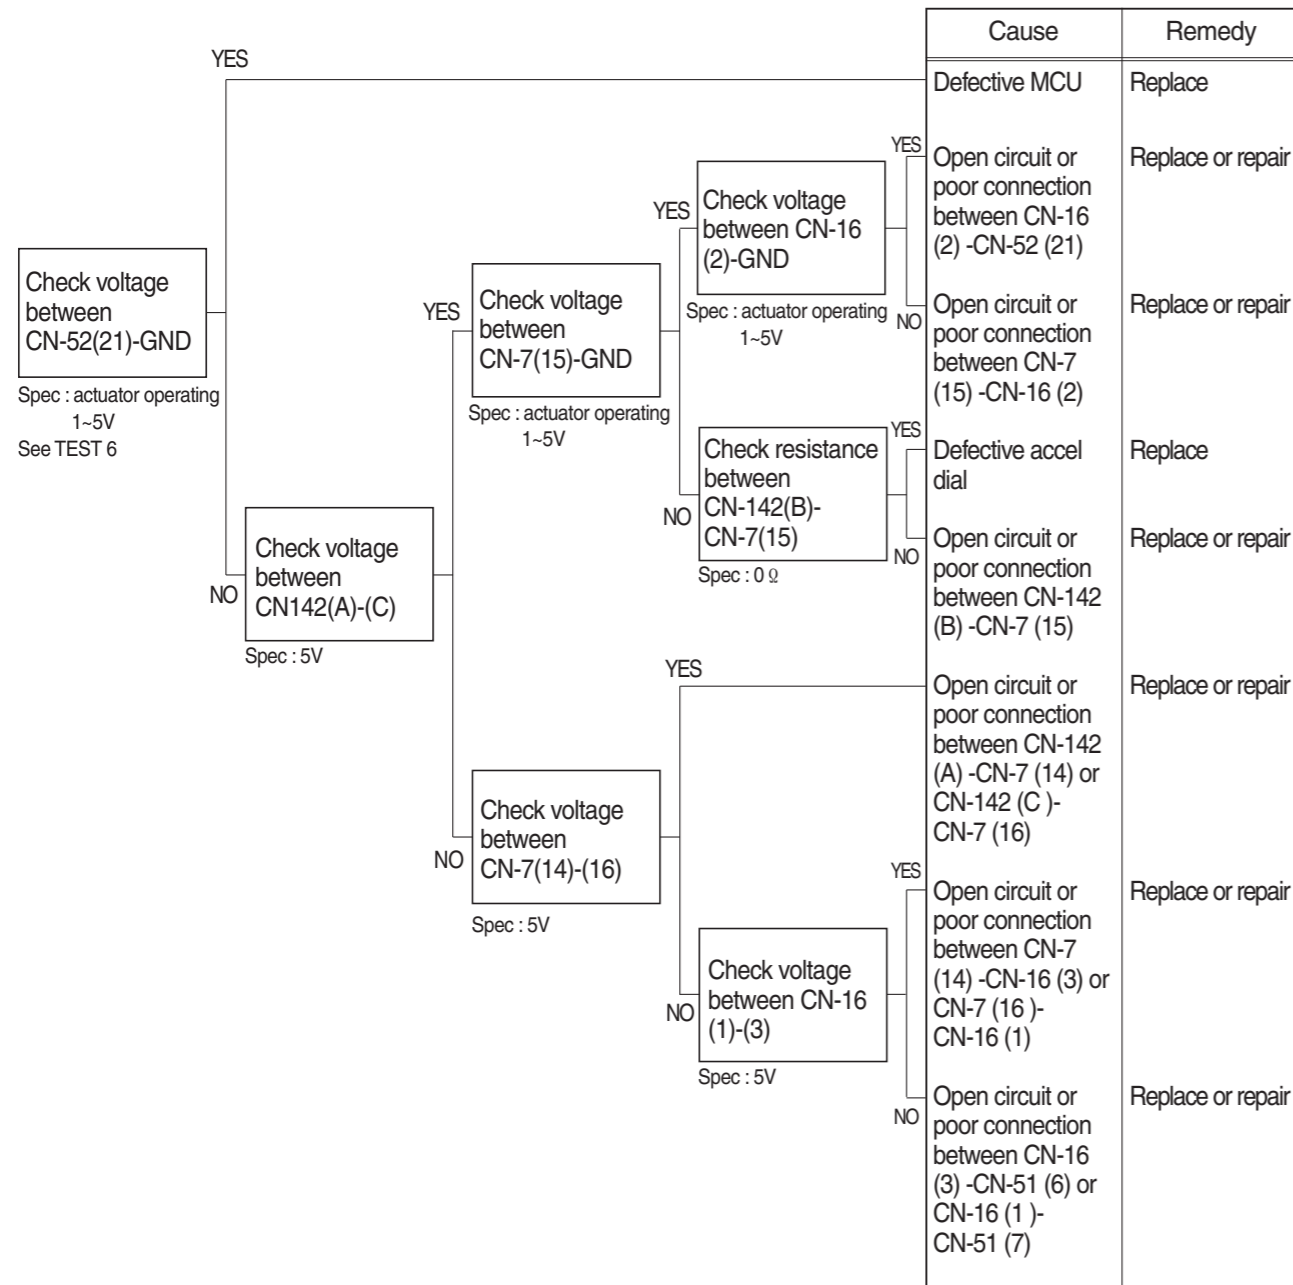 Cause
Remedy
YES
Defective MCU
Replace
YES
Open circuit or
poor connection
between CN-16
(2) -CN-52 (21)
Replace or repair
YES
Check voltage
between CN-16
(2)-GND
Spec : actuator operating
1~5V
NO
Open circuit or
poor connection
between CN-7
(15) -CN-16 (2)
Replace or repair
Check voltage
between
CN-52(21)-GND
Spec : actuator operating
1~5V
See TEST 6
YES
Check voltage
between
CN-7(15)-GND
Spec : actuator operating
1~5V
YES
Defective accel
dial
Replace
NO
Check resistance
between
CN-142(B)-
CN-7(15)
Spec : 0 Ω
NO
Open circuit or
poor connection
between CN-142
(B) -CN-7 (15)
Replace or repair
NO
Check voltage
between
CN142(A)-(C)
Spec : 5V
YES
Open circuit or
poor connection
between CN-142
(A) -CN-7 (14) or
CN-142 (C )-
CN-7 (16)
Replace or repair
NO
Check voltage
between
CN-7(14)-(16)
Spec : 5V
YES
Open circuit or
poor connection
between CN-7
(14) -CN-16 (3) or
CN-7 (16 )-
CN-16 (1)
Replace or repair
NO
Check voltage
between CN-16
(1)-(3)
Spec : 5V
NO
Open circuit or
poor connection
between CN-16
(3) -CN-51 (6) or
CN-16 (1 )-
CN-51 (7)
Replace or repair